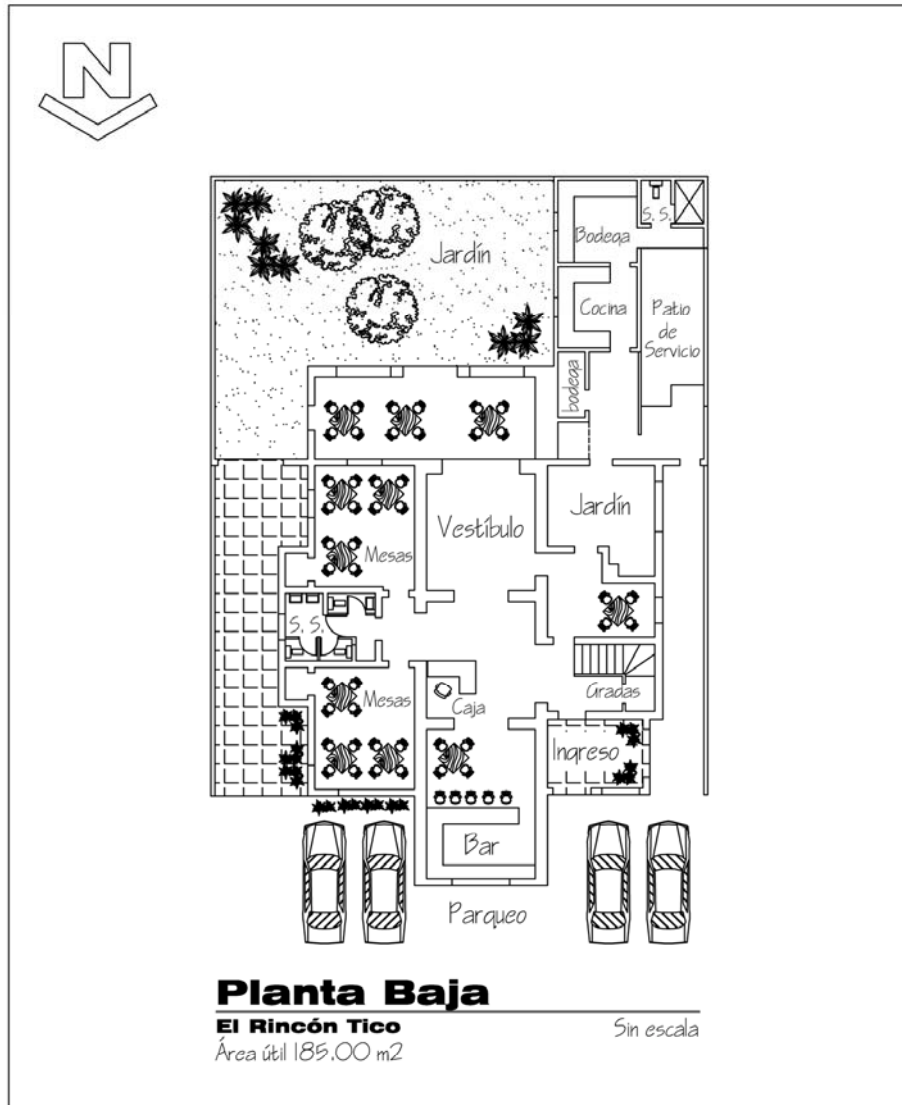 N
S. S.
Bodega
Jardín
Cocina
Patio
de
Servicio
bodega
Vestíbulo
Jardín
Mesas
S. S.
Mesas
Caja
Gradas
Ingreso
Bar
Parqueo
Planta Baja
El Rincón Tico
Sin escala
Área útil 185.00 m2